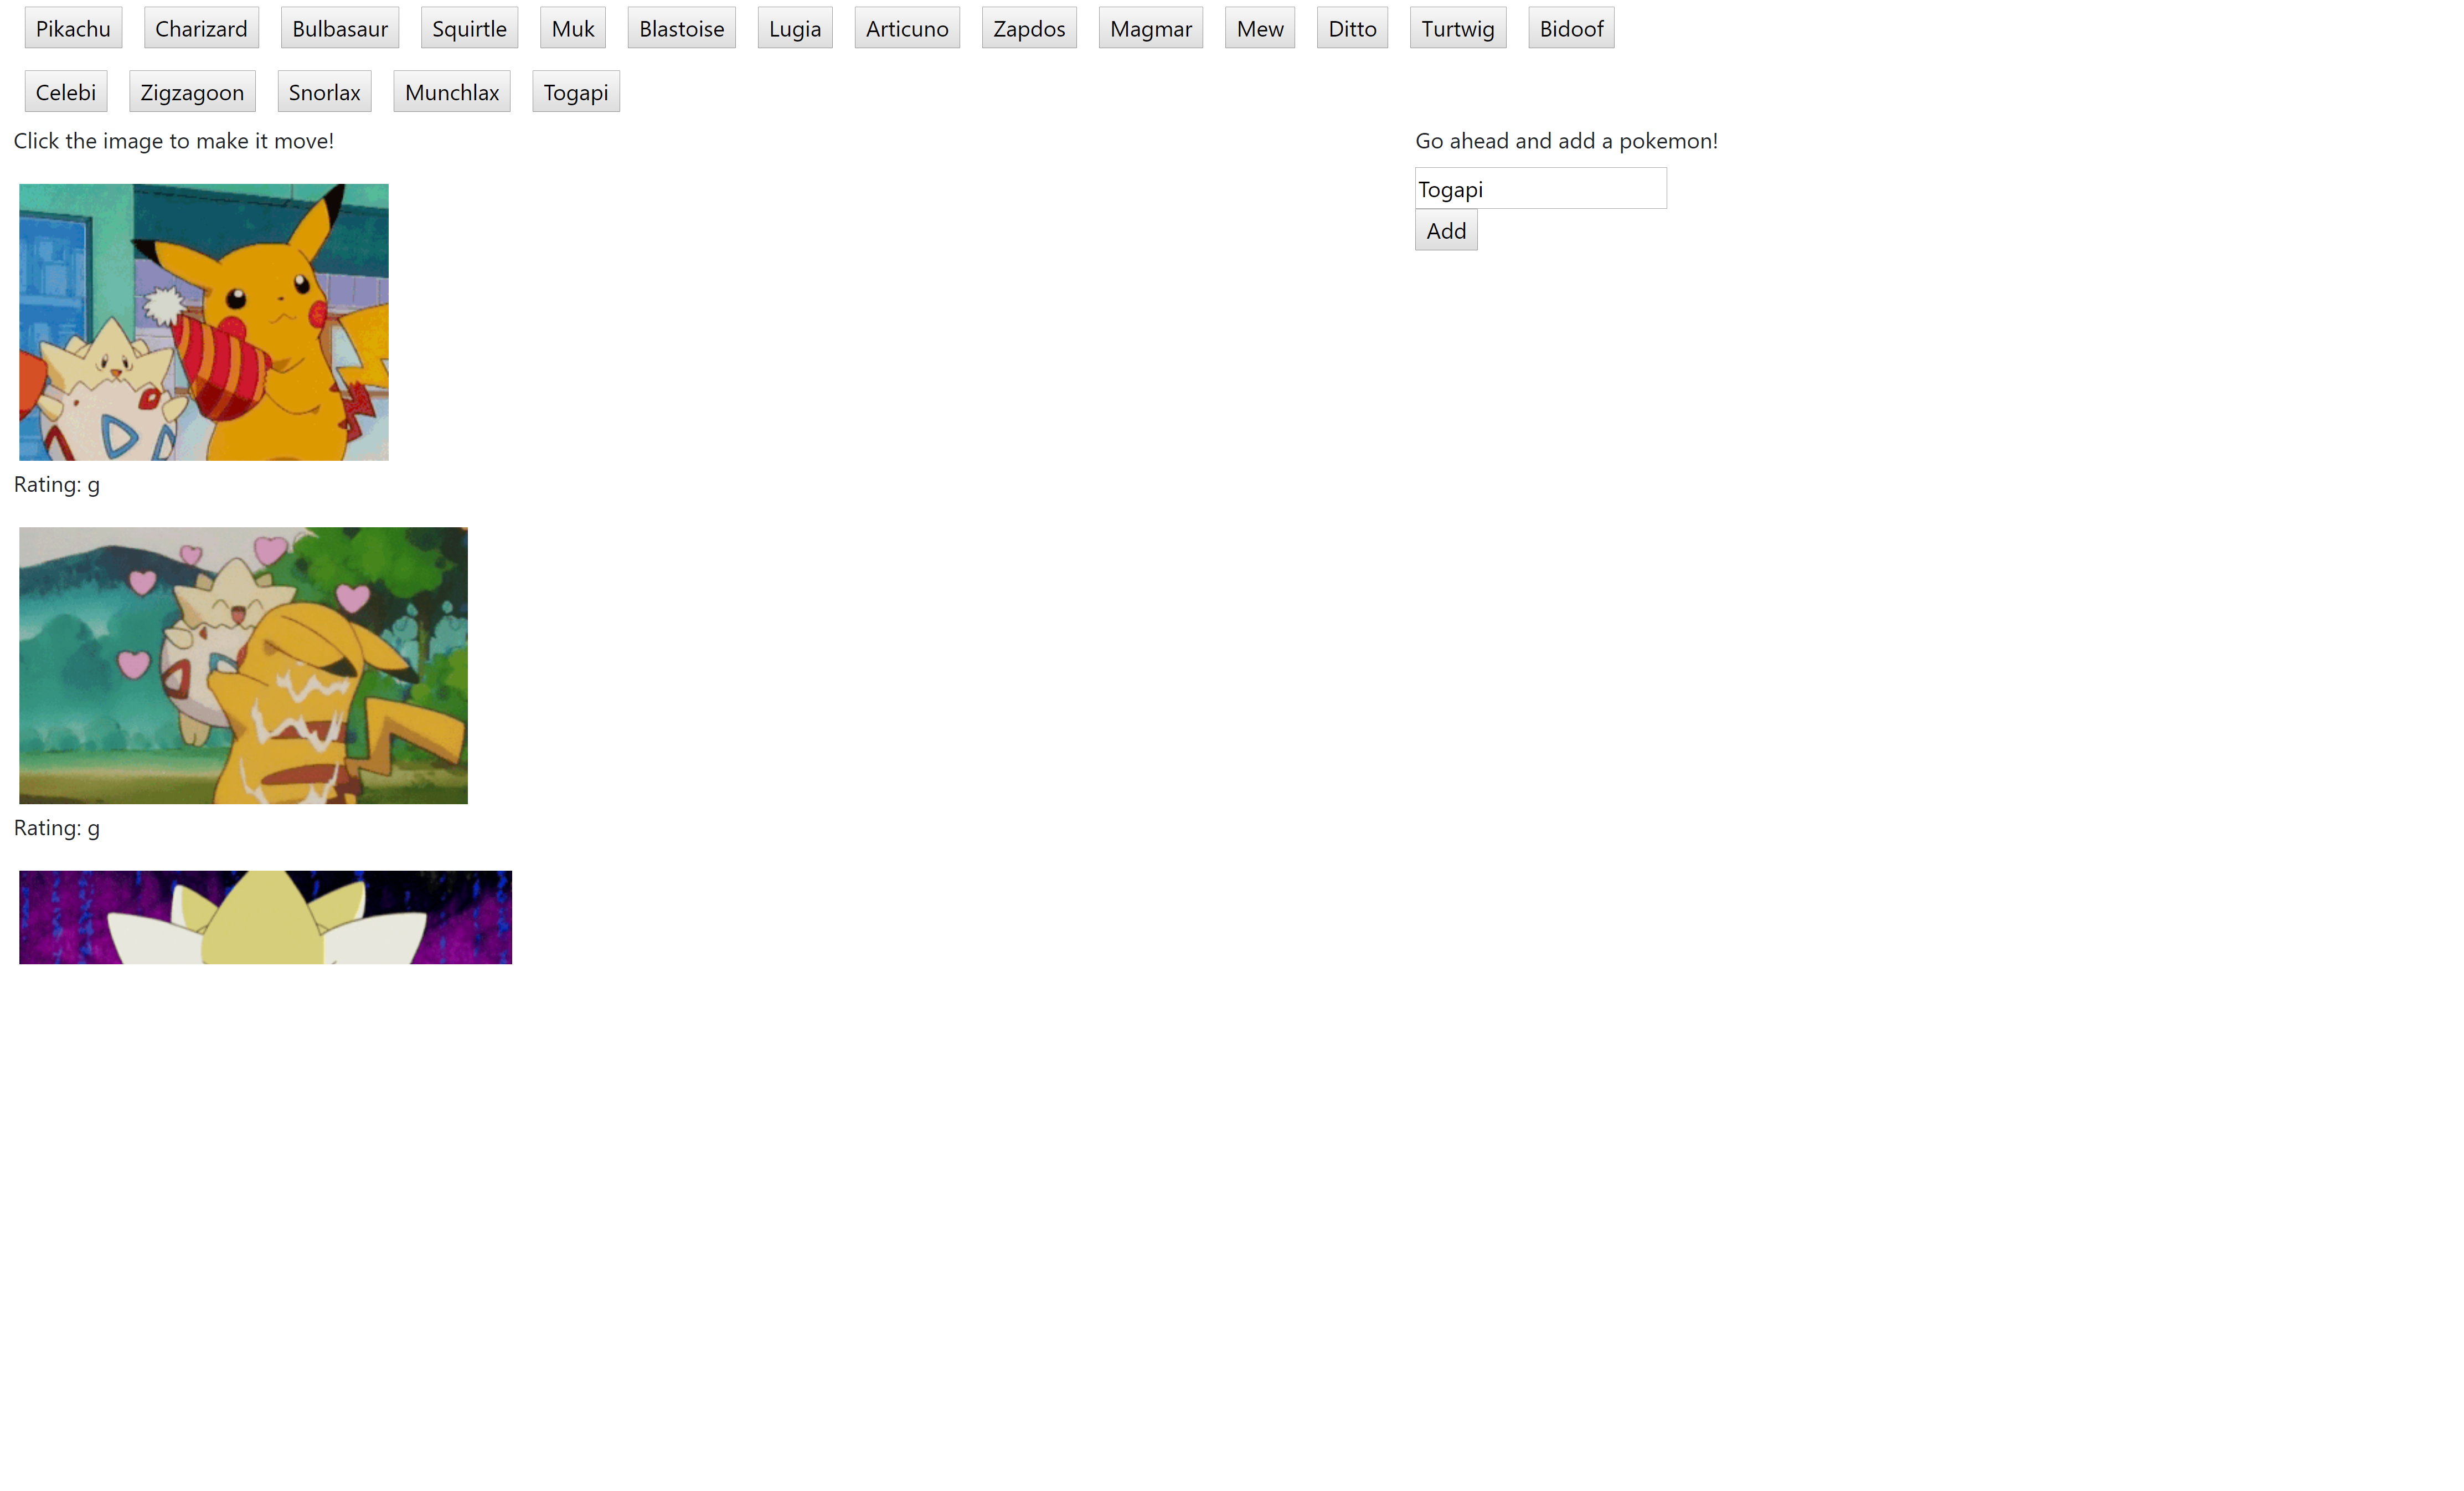 Pikachu Charizard Bulbasaur Squirtle Muk Blastoise Lugia Articuno Zapdos Magmar Mew Ditto Turtwig Bidoof
Celebi Zigzagoon Snorlax Munchlax Togapi
Click the image to make it move!
Go ahead and add a pokemon!
Togapi
Add
Rating: g
Rating: g